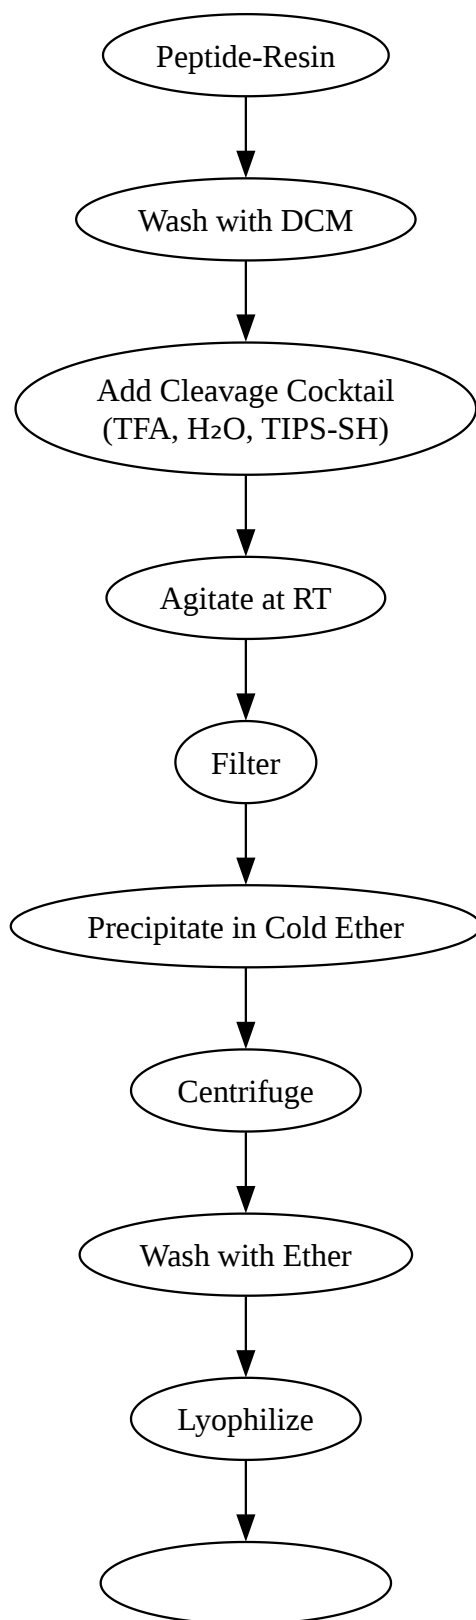 Peptide-Resin
Wash with DCM
Add Cleavage Cocktail
(TFA, H₂O, TIPS-SH)
Agitate at RT
Filter
Precipitate in Cold Ether
Centrifuge
Wash with Ether
Lyophilize